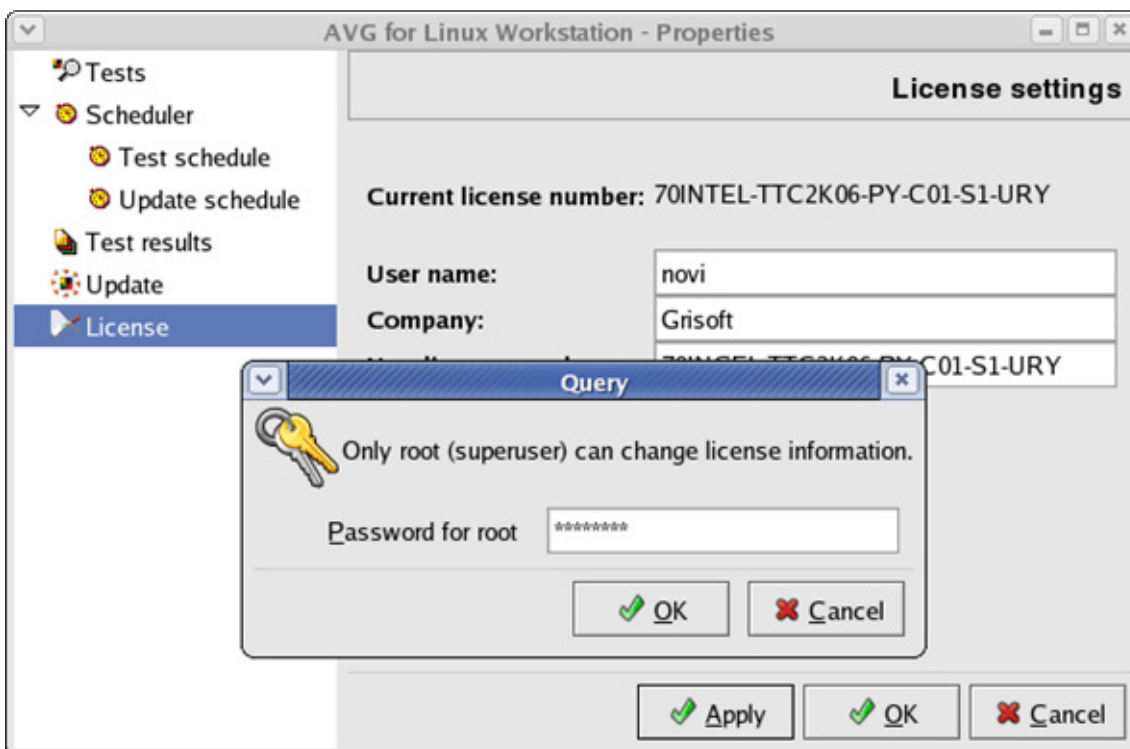 AVG for Linux Workstation - Properties
Tests
Scheduler
Test schedule
Update schedule
Test results
Update
License
License settings
Current license number: 70INTEL-TTC2K06-PY-C01-S1-URY
User name: novi
Company: Grisoft
C01-S1-URY
Query
Only root (superuser) can change license information.
Password for root ********
OK Cancel
Apply OK Cancel